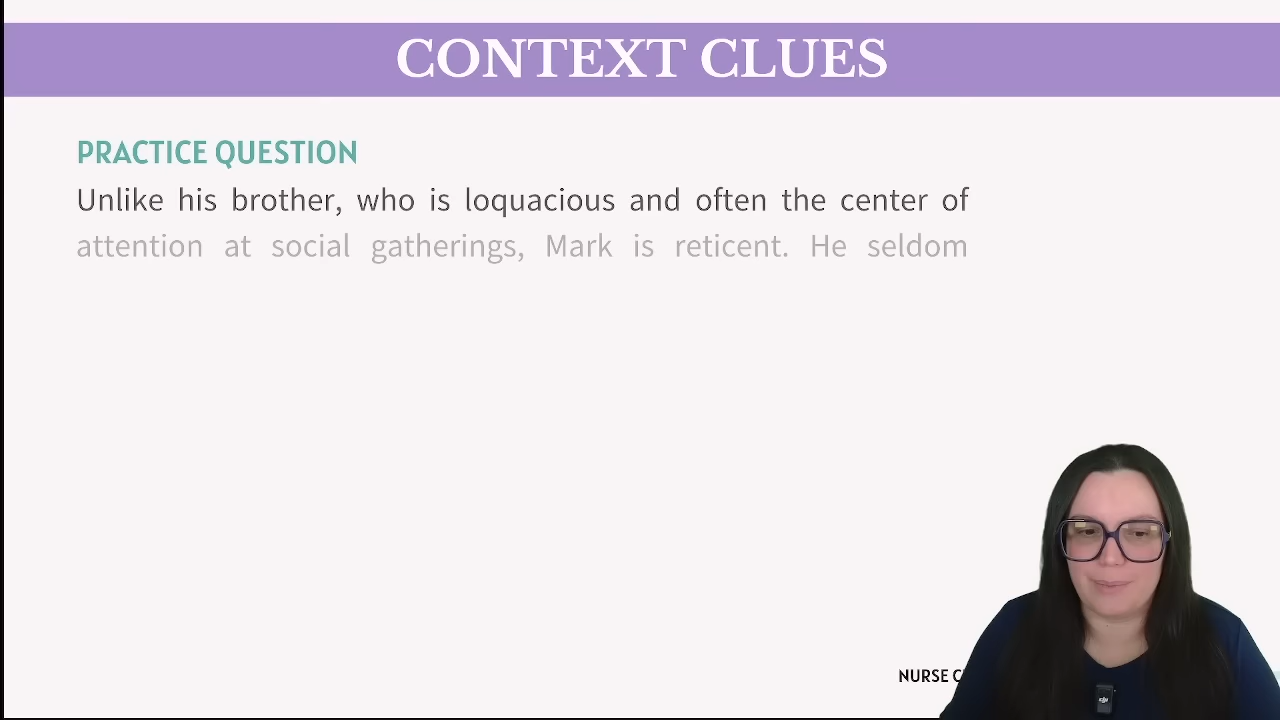 CONTEXT CLUES
PRACTICE QUESTION
Unlike his brother, who is loquacious and often the center of
attention at social gatherings, Mark is reticent. He seldom
NURSE
dji